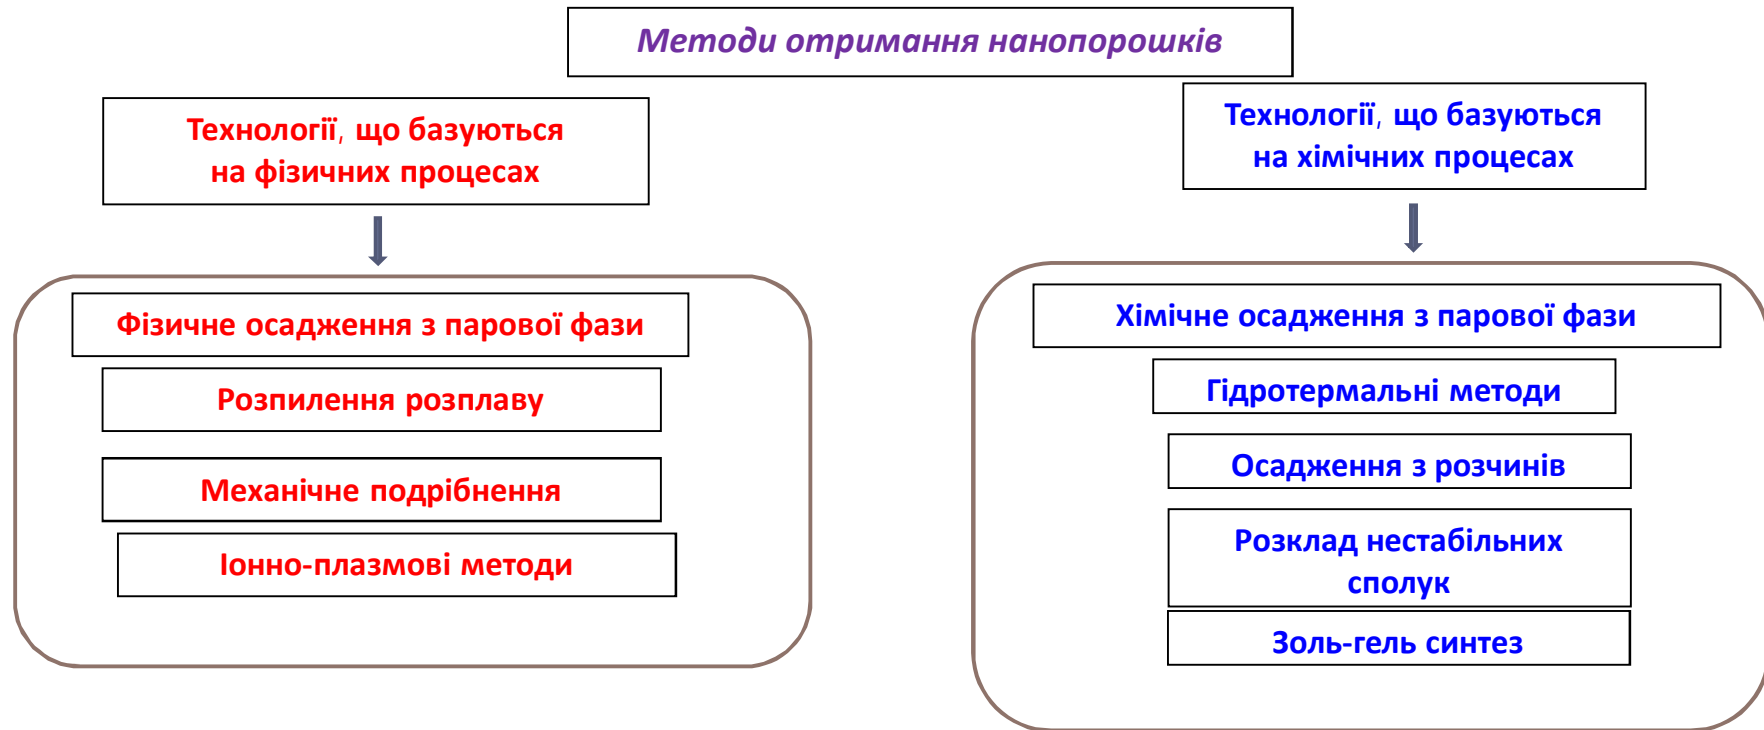 Методи отримання нанопорошків
Технології, що базуються
на фізичних процесах
Фізичне осадження з парової фази
Розпилення розплаву
Механічне подрібнення
Іонно-плазмові методи
Технології, що базуються
на хімічних процесах
Хімічне осадження з парової фази
Гідротермальні методи
Осадження з розчинів
Розклад нестабільних
сполук
Золь-гель синтез